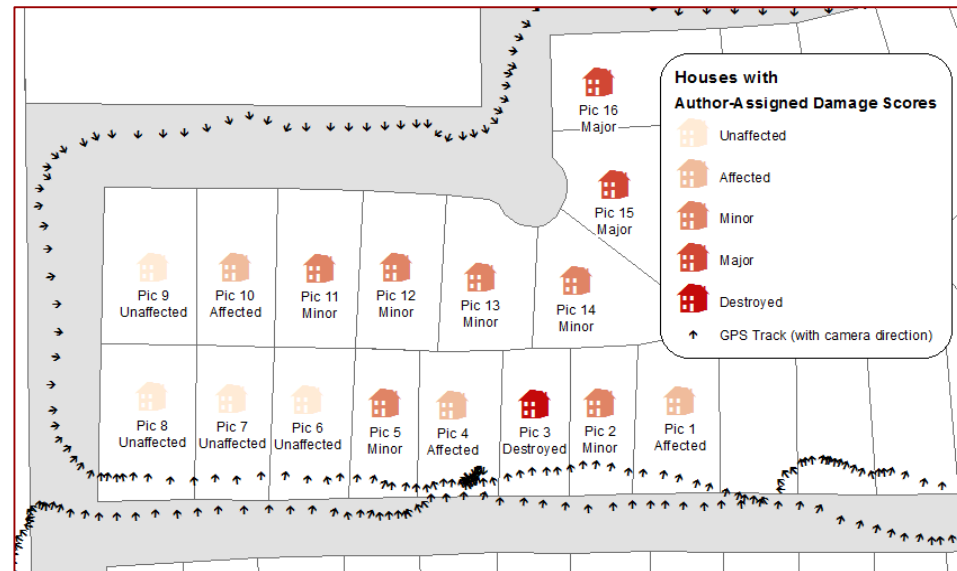 Houses with
Author-Assigned Damage Scores
Unaffected
Affected
Minor
Major
Destroyed
GPS Track (with camera direction)
Pic 16
Major
Pic 15
Major
Pic 9
Unaffected
Pic 10
Affected
Pic 11
Minor
Pic 12
Minor
Pic 13
Minor
Pic 14
Minor
Pic 8
Unaffected
Pic 7
Unaffected
Pic 6
Unaffected
Pic 5
Minor
Pic 4
Affected
Pic 3
Destroyed
Pic 2
Minor
Pic 1
Affected